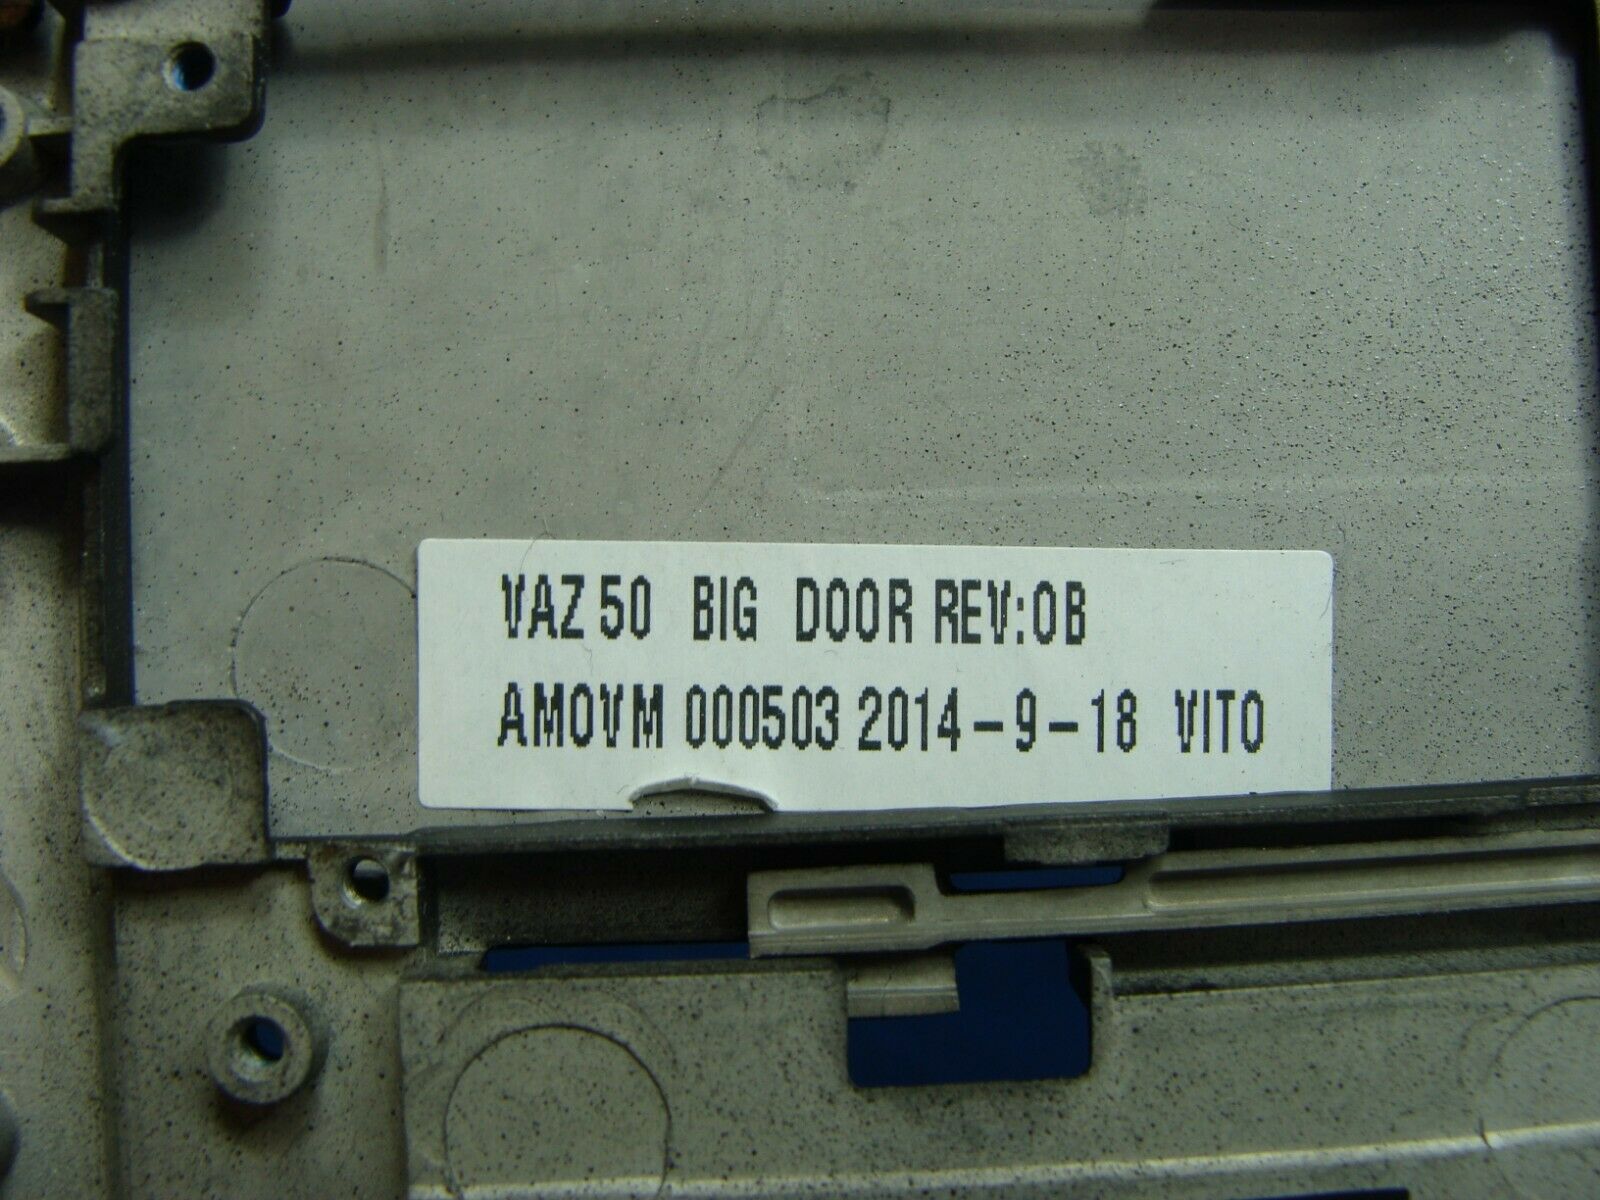 VAZ50 BIG DOOR REV:0B
AM0VM 000503 2014-9-18 VITO